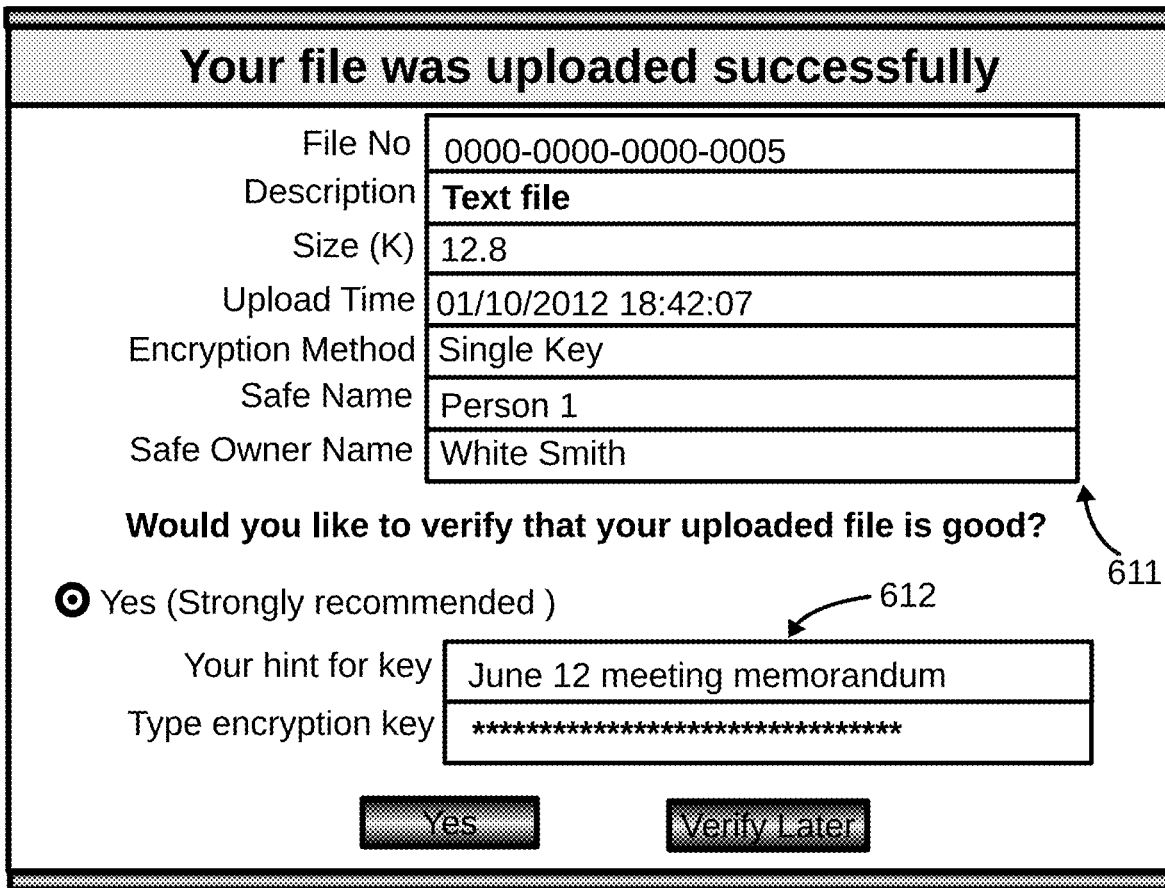 Your file was uploaded successfully
File No 0000-0000-0000-0005
Description Text file
Size (K) 12.8
Upload Time 01/10/2012 18:42:07
Encryption Method Single Key
Safe Name Person 1
Safe Owner Name White Smith
Would you like to verify that your uploaded file is good?
611
Yes (Strongly recommended )
612
Your hint for key June 12 meeting memorandum
Type encryption key ********************************
Yes Verify Later